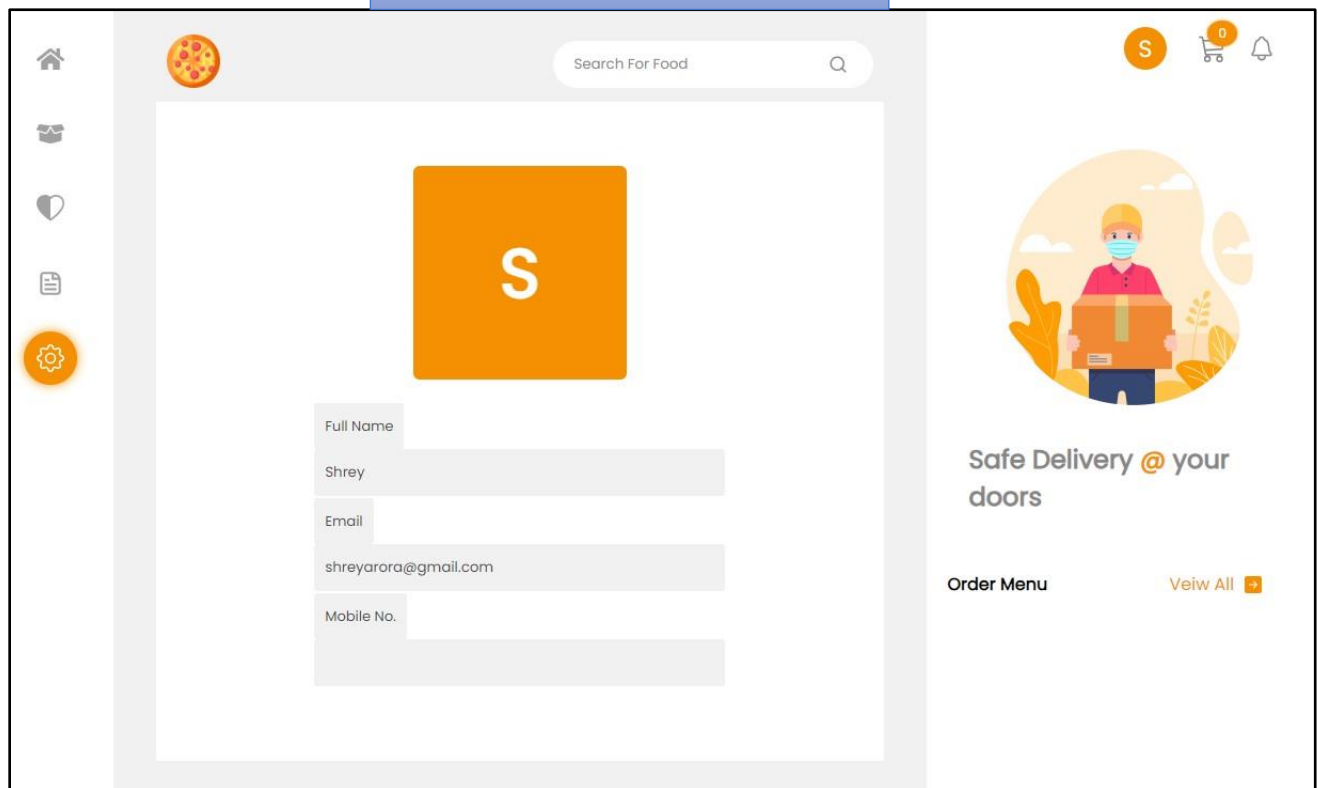 Search For Food
S
0
S
Full Name
Shrey
Email
shreyarora@gmail.com
Mobile No.
Safe Delivery @ your
doors
Order Menu
Veiw All